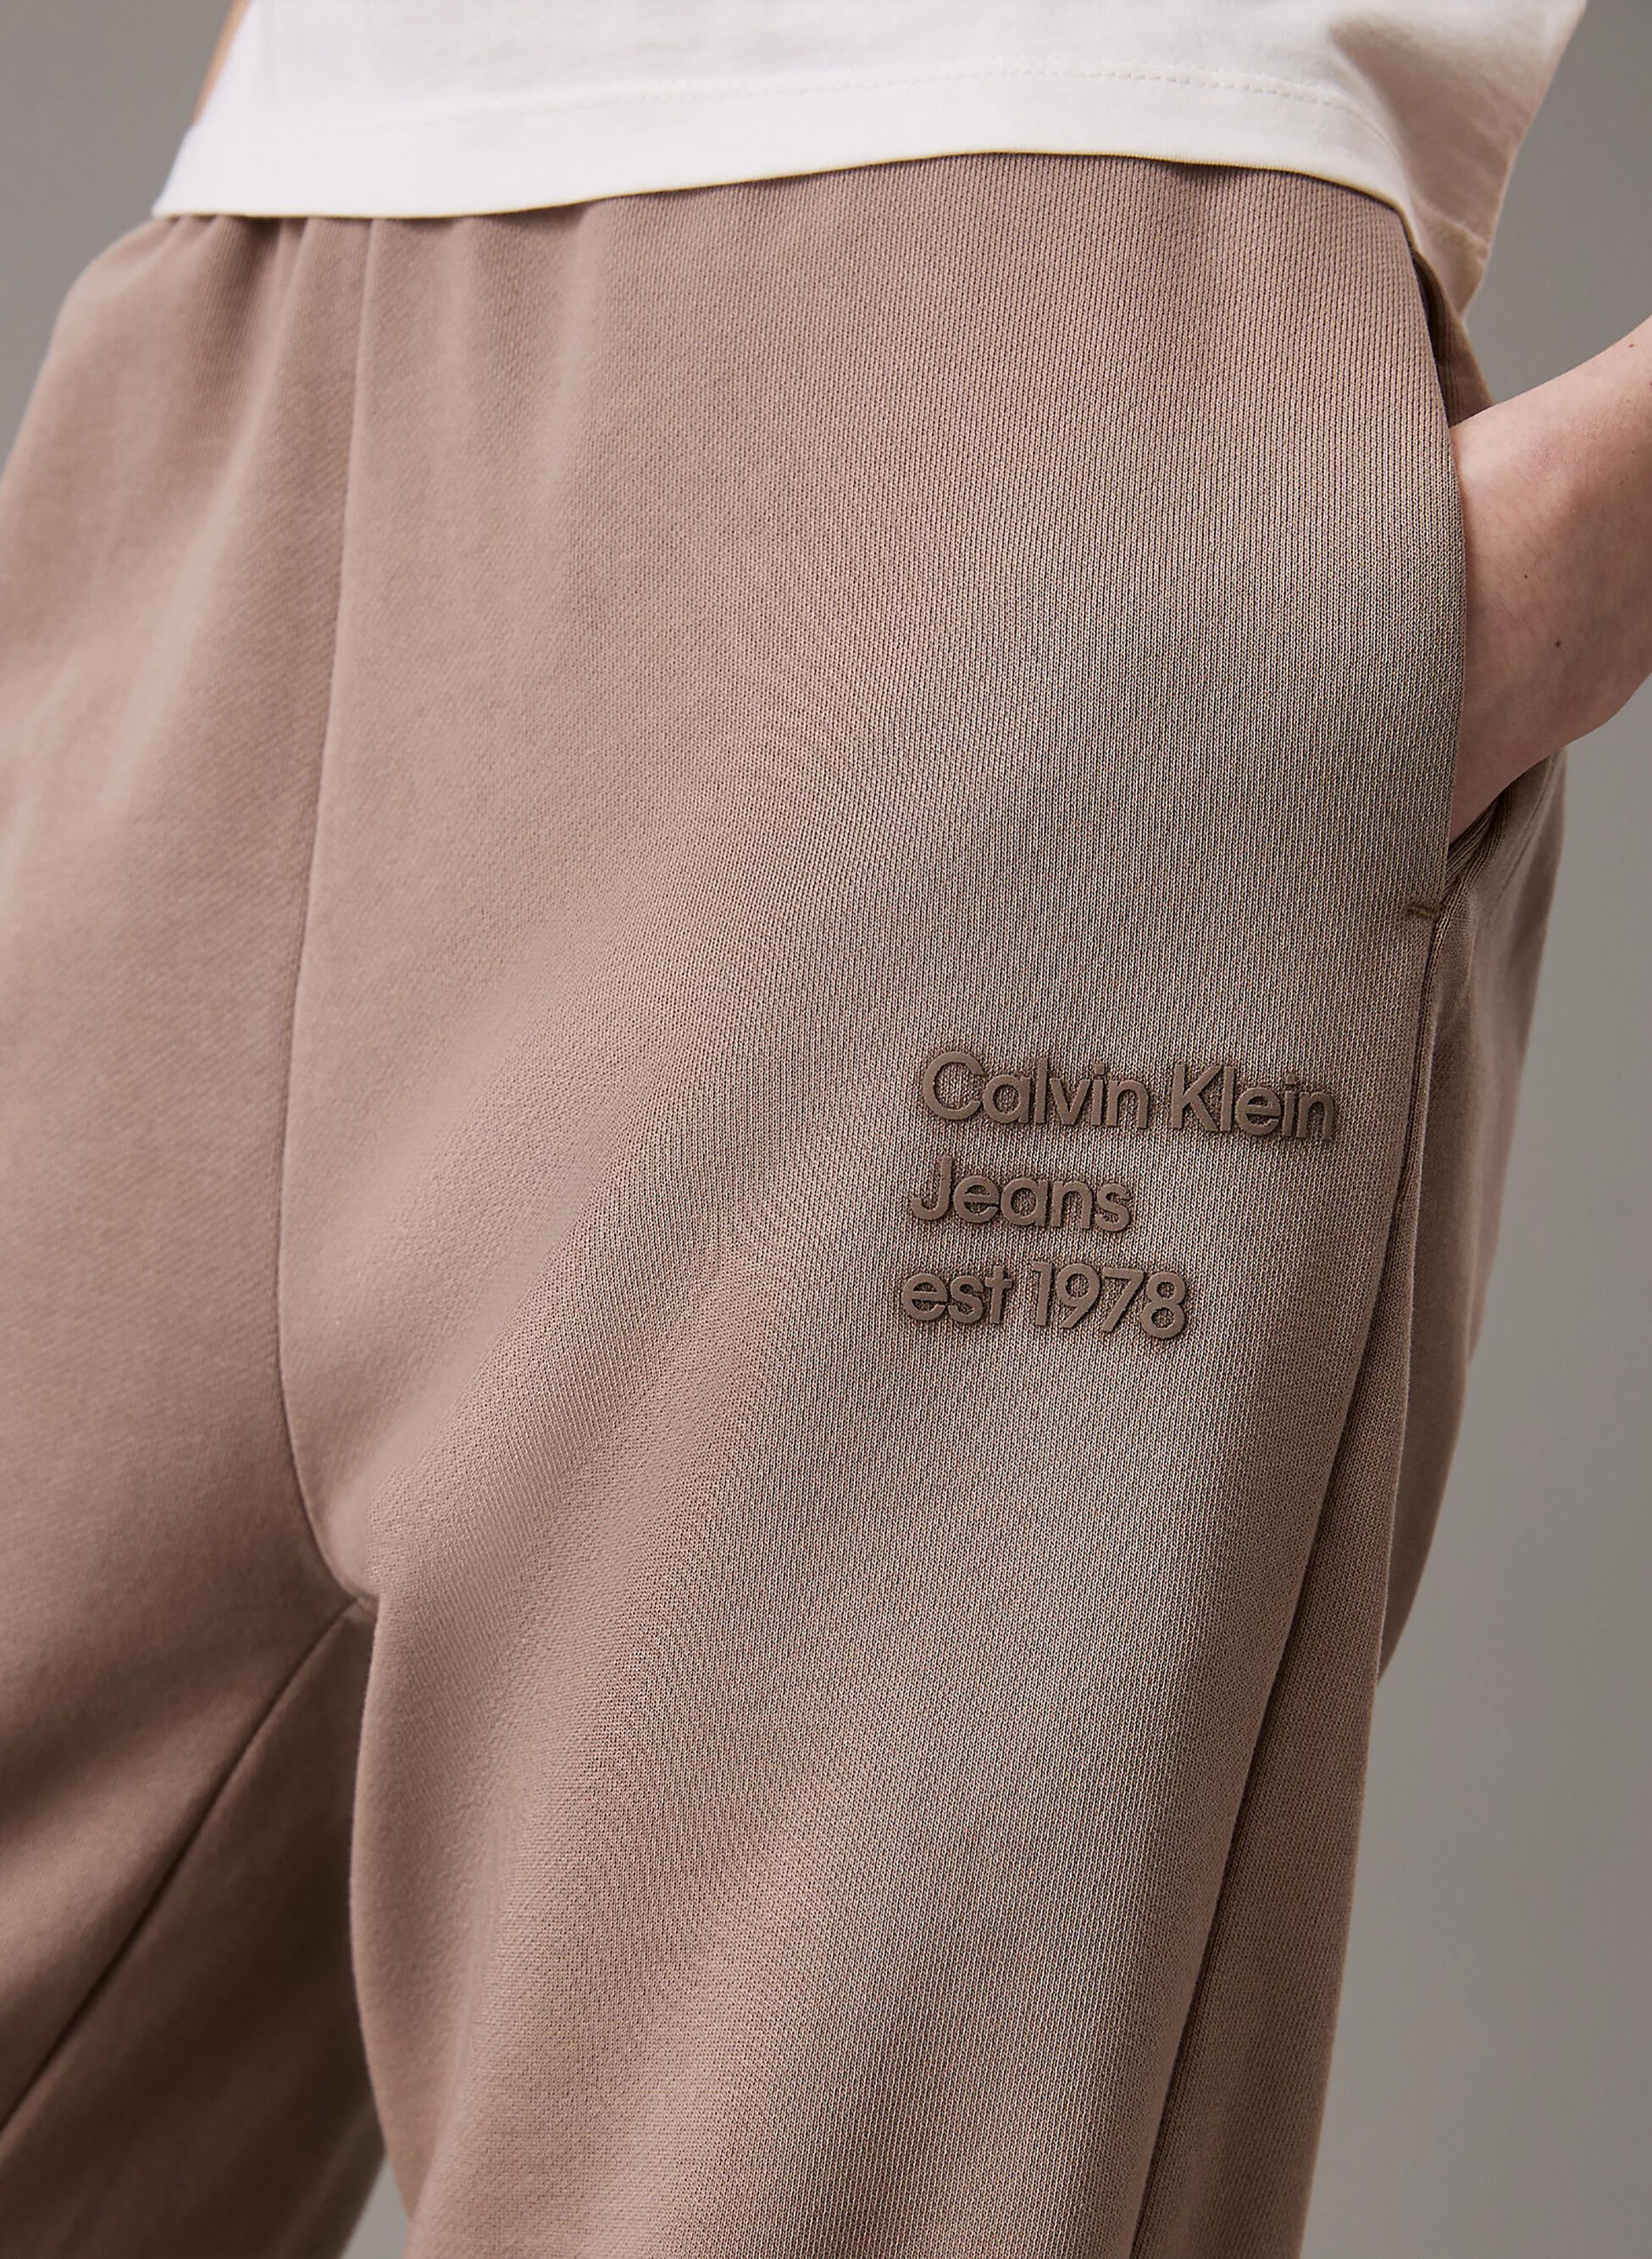 Calvin Klein
Jeans
est 1978